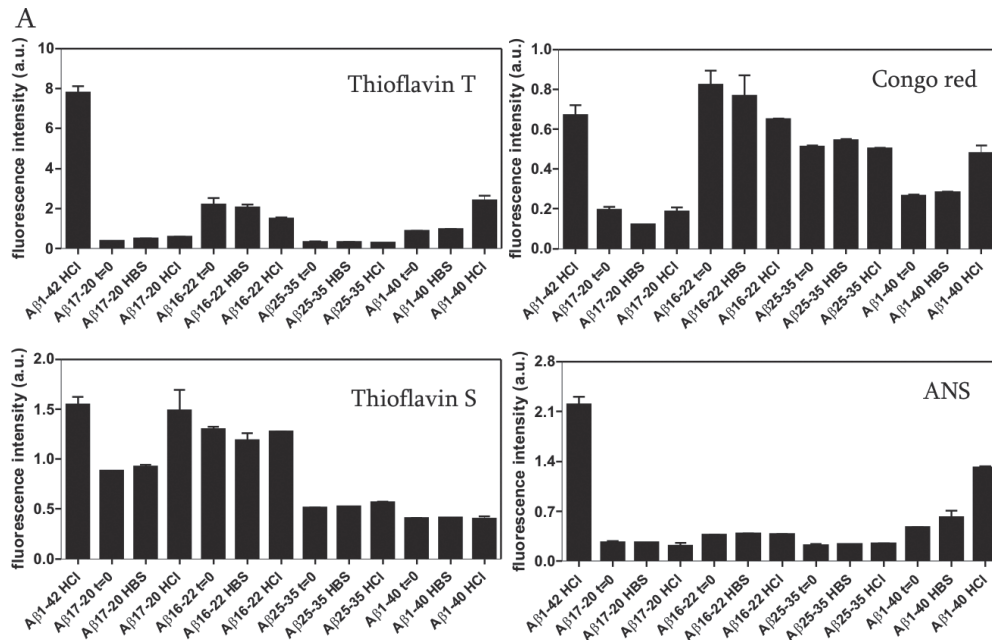 A
fluorescence intensity (a.u.)
10
8
6
4
2
0
Thioflavin T
Aβ1-42 HCl
Aβ17-20 t=0
Aβ17-20 HBS
Aβ17-20 HCl
Aβ16-22 t=0
Aβ16-22 HBS
Aβ16-22 HCl
Aβ25-35 t=0
Aβ25-35 HBS
Aβ25-35 HCl
Aβ1-40 t=0
Aβ1-40 HBS
Aβ1-40 HCl
fluorescence intensity (a.u.)
1.0
0.8
0.6
0.4
0.2
0.0
Congo red
Aβ1-42 HCl
Aβ17-20 t=0
Aβ17-20 HBS
Aβ17-20 HCl
Aβ16-22 t=0
Aβ16-22 HBS
Aβ16-22 HCl
Aβ25-35 t=0
Aβ25-35 HBS
Aβ25-35 HCl
Aβ1-40 t=0
Aβ1-40 HBS
Aβ1-40 HCl
fluorescence intensity (a.u.)
2.0
1.5
1.0
0.5
0.0
Thioflavin S
Aβ1-42 HCl
Aβ17-20 t=0
Aβ17-20 HBS
Aβ17-20 HCl
Aβ16-22 t=0
Aβ16-22 HBS
Aβ16-22 HCl
Aβ25-35 t=0
Aβ25-35 HBS
Aβ25-35 HCl
Aβ1-40 t=0
Aβ1-40 HBS
Aβ1-40 HCl
fluorescence intensity (a.u.)
2.8
2.1
1.4
0.7
0.0
ANS
Aβ1-42 HCl
Aβ17-20 t=0
Aβ17-20 HBS
Aβ17-20 HCl
Aβ16-22 t=0
Aβ16-22 HBS
Aβ16-22 HCl
Aβ25-35 t=0
Aβ25-35 HBS
Aβ25-35 HCl
Aβ1-40 t=0
Aβ1-40 HBS
Aβ1-40 HCl